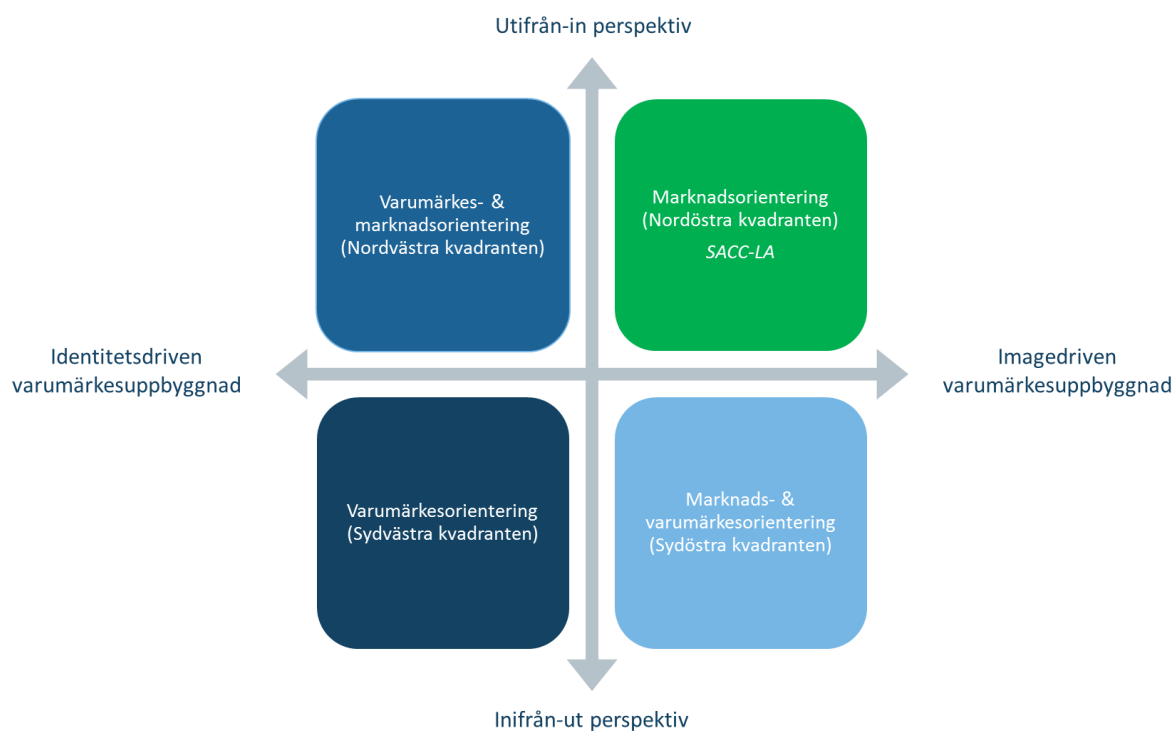 Utifrån-in perspektiv
Varumärkes- &
marknadsorientering
(Nordvästra kvadranten)
Marknadsorientering
(Nordöstra kvadranten)
SACC-LA
Identitetsdriven
varumärkesuppbyggnad
Imagedriven
varumärkesuppbyggnad
Varumärkesorientering
(Sydvästra kvadranten)
Marknads- &
varumärkesorientering
(Sydöstra kvadranten)
Inifrån-ut perspektiv